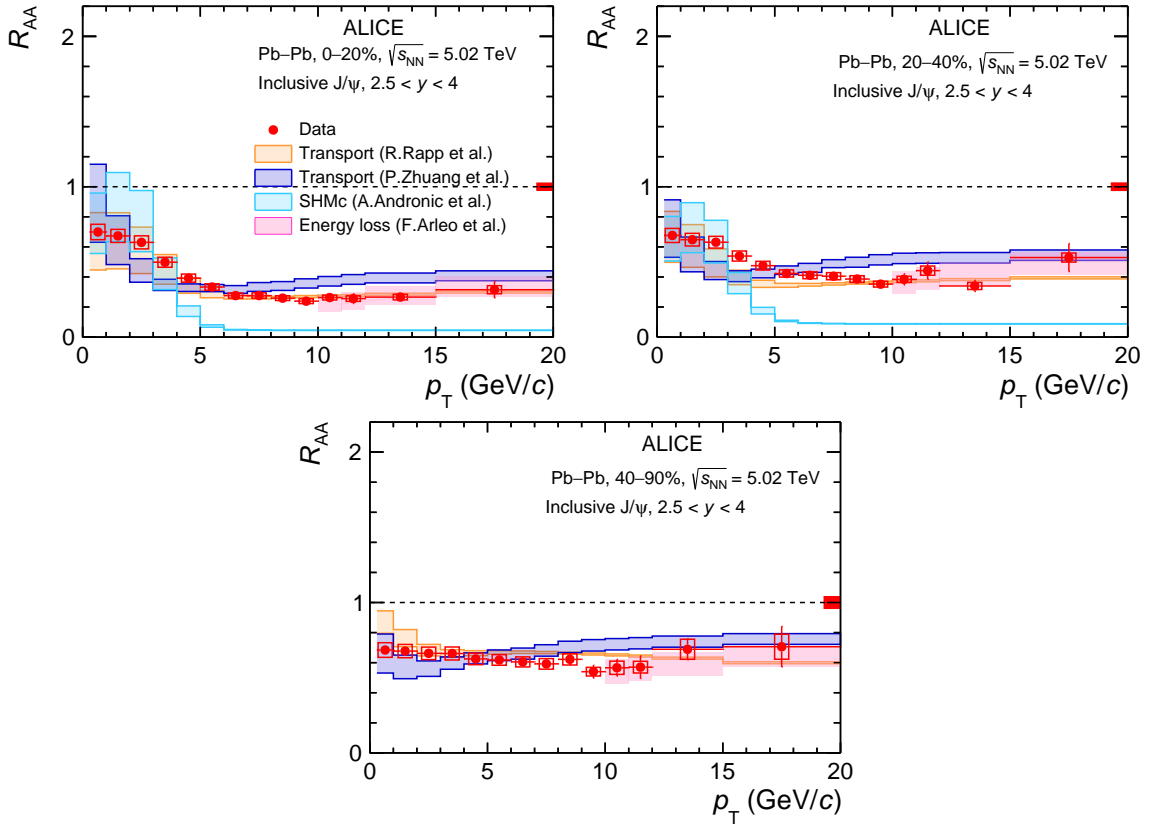 R_AA
2
1
0
ALICE
Pb–Pb, 0–20%, √s_NN = 5.02 TeV
Inclusive J/ψ, 2.5 < y < 4
Data
Transport (R.Rapp et al.)
Transport (P.Zhuang et al.)
SHMc (A.Andronic et al.)
Energy loss (F.Arleo et al.)
0 5 10 15 20
p_T (GeV/c)
R_AA
2
1
0
ALICE
Pb–Pb, 20–40%, √s_NN = 5.02 TeV
Inclusive J/ψ, 2.5 < y < 4
0 5 10 15 20
p_T (GeV/c)
R_AA
2
1
0
ALICE
Pb–Pb, 40–90%, √s_NN = 5.02 TeV
Inclusive J/ψ, 2.5 < y < 4
0 5 10 15 20
p_T (GeV/c)